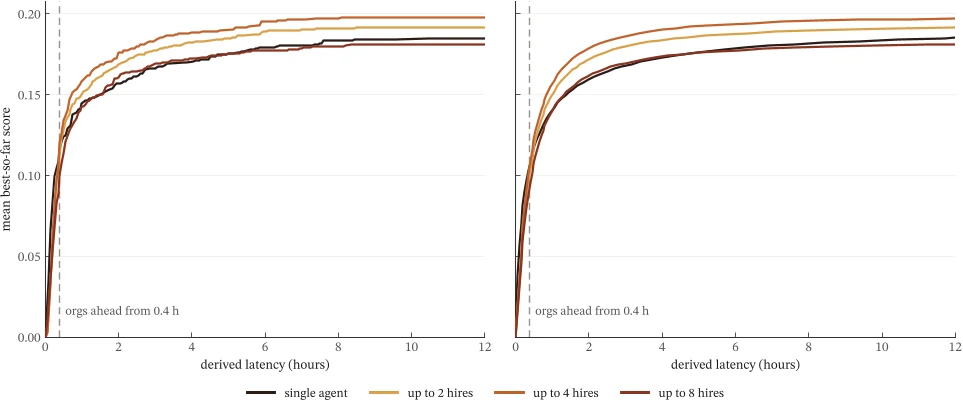 mean best-so-far score
0.20
0.15
0.10
0.05
0.00
orgs ahead from 0.4 h
0 2 4 6 8 10 12
derived latency (hours)
orgs ahead from 0.4 h
0 2 4 6 8 10 12
derived latency (hours)
single agent up to 2 hires up to 4 hires up to 8 hires